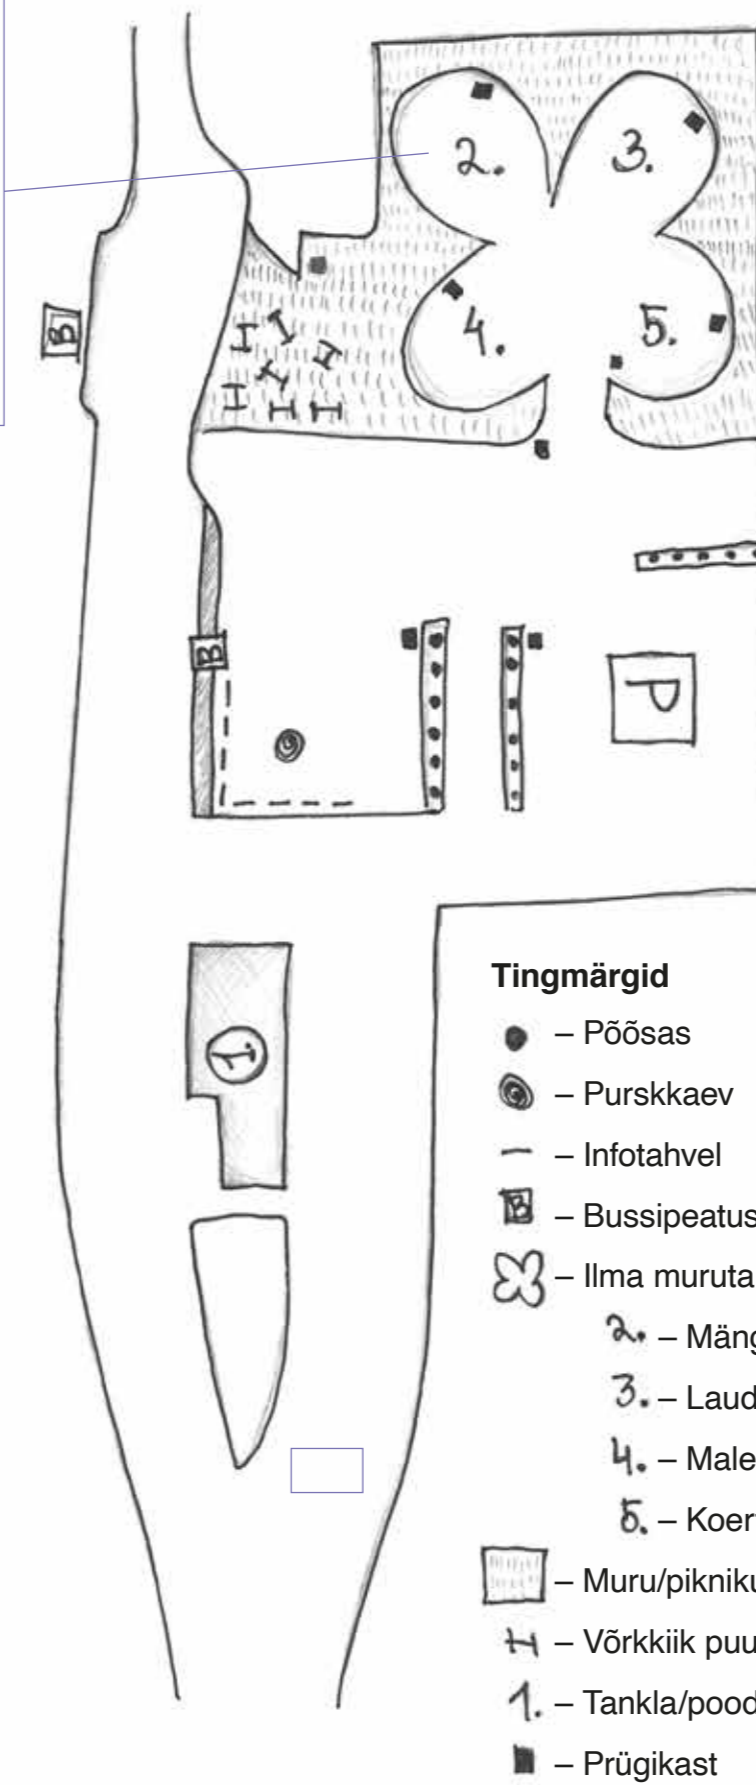 2.
3.
B
4.
5.
B
P
1.
Tingmärgid
– Põõsas
– Purskkaev
– Infotahvel
B – Bussipeatus
– Ilma muruta
2. – Mäng
3. – Laud
4. – Male
5. – Koer
– Muru/pikniku
– Võrkkiik puu
1. – Tankla/pood
– Prügikast